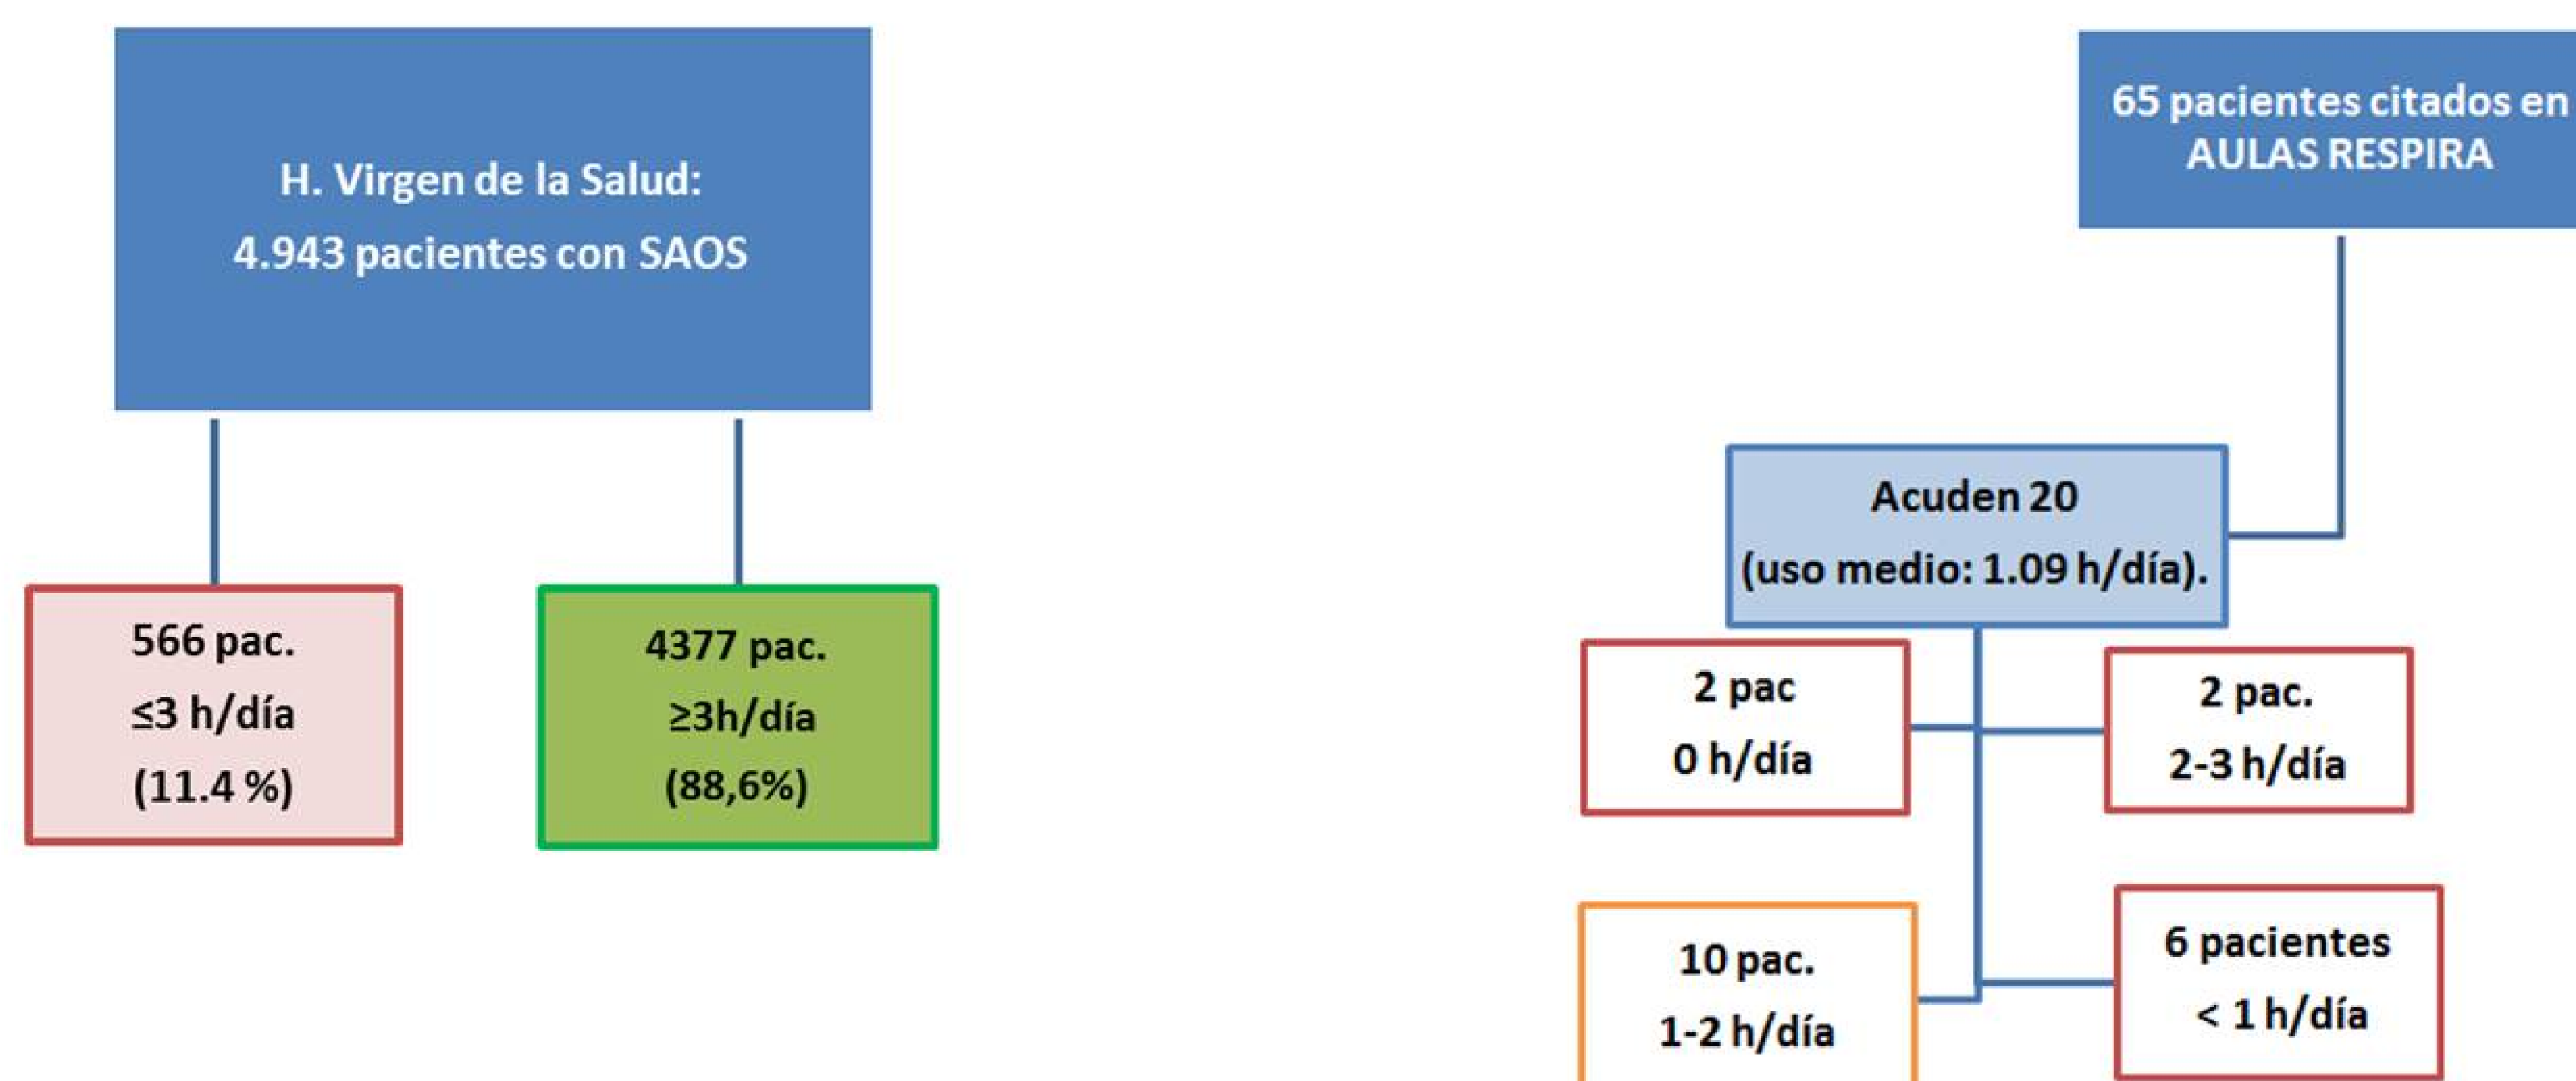 H. Virgen de la Salud:
4.943 pacientes con SAOS
566 pac.
≤3 h/día
(11.4 %)
4377 pac.
≥3h/día
(88,6%)
65 pacientes citados en
AULAS RESPIRA
Acuden 20
(uso medio: 1.09 h/día).
2 pac
0 h/día
2 pac.
2-3 h/día
10 pac.
1-2 h/día
6 pacientes
< 1 h/día